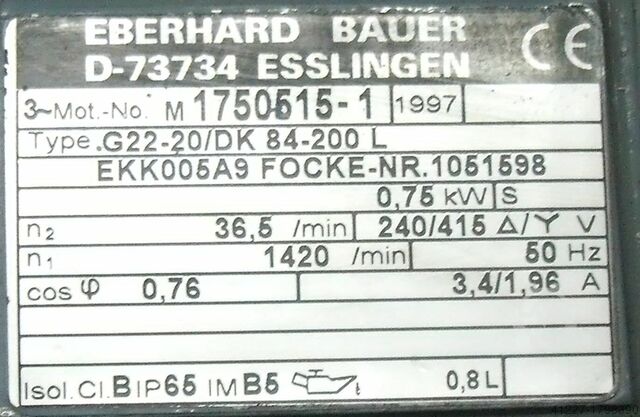 EBERHARD BAUER
D-73734 ESSLINGEN CE
3~Mot.-No. M 1750515-1 1997
Type .G22-20/DK 84-200 L
EKK005A9 FOCKE-NR.1051598
0,75 kW S
n2 36,5 /min 240/415 Δ/Y V
n1 1420 /min 50 Hz
cos φ 0,76 3,4/1,96 A
Isol.Cl.B IP65 IM B5 0,8 L